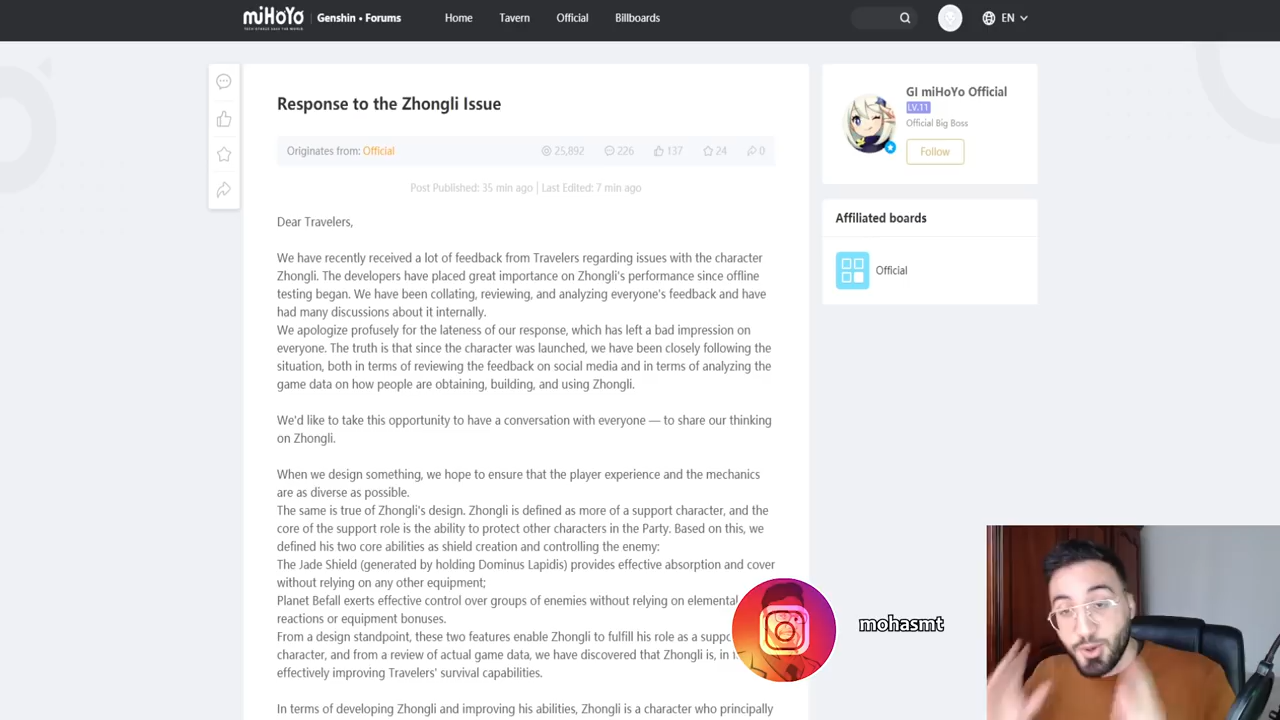 miHoYo
TECH OTAKUS SAVE THE WORLD
Genshin • Forums
Home
Tavern
Official
Billboards
EN
Response to the Zhongli Issue
Originates from: Official
25,892
226
137
24
0
Post Published: 35 min ago | Last Edited: 7 min ago
Dear Travelers,
We have recently received a lot of feedback from Travelers regarding issues with the character
Zhongli. The developers have placed great importance on Zhongli's performance since offline
testing began. We have been collating, reviewing, and analyzing everyone's feedback and have
had many discussions about it internally.
We apologize profusely for the lateness of our response, which has left a bad impression on
everyone. The truth is that since the character was launched, we have been closely following the
situation, both in terms of reviewing the feedback on social media and in terms of analyzing the
game data on how people are obtaining, building, and using Zhongli.
We'd like to take this opportunity to have a conversation with everyone — to share our thinking
on Zhongli.
When we design something, we hope to ensure that the player experience and the mechanics
are as diverse as possible.
The same is true of Zhongli's design. Zhongli is defined as more of a support character, and the
core of the support role is the ability to protect other characters in the Party. Based on this, we
defined his two core abilities as shield creation and controlling the enemy:
The Jade Shield (generated by holding Dominus Lapidis) provides effective absorption and cover
without relying on any other equipment;
Planet Befall exerts effective control over groups of enemies without relying on elemental
reactions or equipment bonuses.
From a design standpoint, these two features enable Zhongli to fulfill his role as a
character, and from a review of actual game data, we have discovered that Zhongli is, in
effectively improving Travelers' survival capabilities.
In terms of developing Zhongli and improving his abilities, Zhongli is a character who principally
GI miHoYo Official
LV.11
Official Big Boss
Follow
Affiliated boards
Official
mohasmt